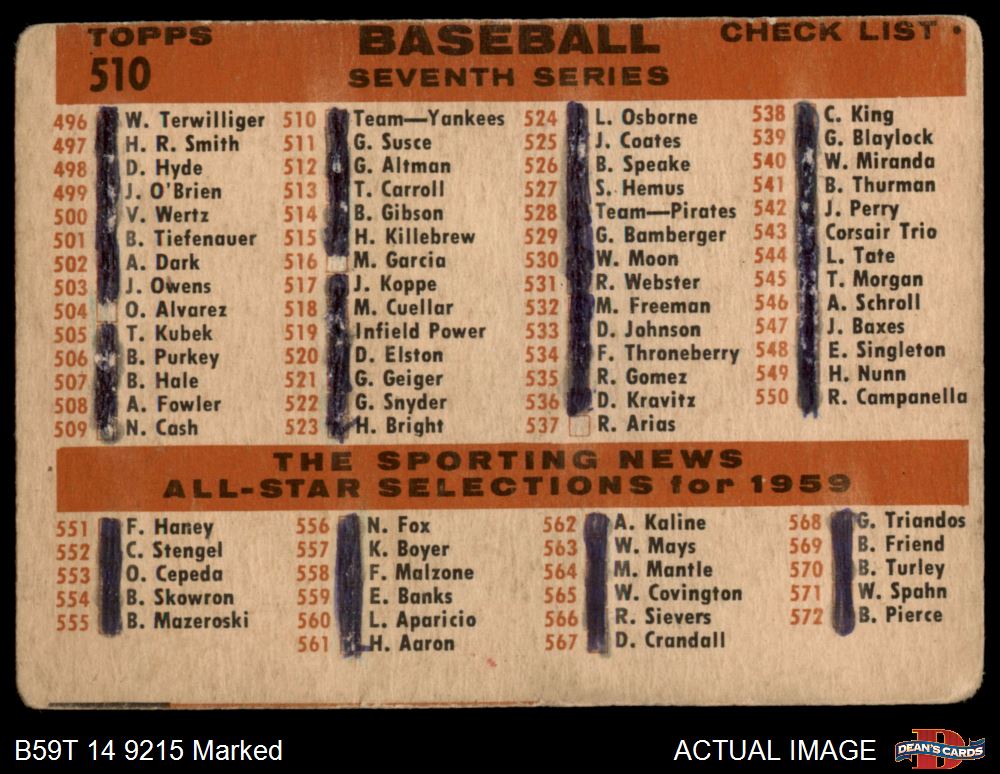 TOPPS BASEBALL CHECK LIST •
510 SEVENTH SERIES
496 W. Terwilliger
497 H. R. Smith
498 D. Hyde
499 J. O'Brien
500 V. Wertz
501 B. Tiefenauer
502 A. Dark
503 J. Owens
504 O. Alvarez
505 T. Kubek
506 B. Purkey
507 B. Hale
508 A. Fowler
509 N. Cash
510 Team—Yankees
511 G. Susce
512 G. Altman
513 T. Carroll
514 B. Gibson
515 H. Killebrew
516 M. Garcia
517 J. Koppe
518 M. Cuellar
519 Infield Power
520 D. Elston
521 G. Geiger
522 G. Snyder
523 H. Bright
524 L. Osborne
525 J. Coates
526 B. Speake
527 S. Hemus
528 Team—Pirates
529 G. Bamberger
530 W. Moon
531 R. Webster
532 M. Freeman
533 D. Johnson
534 F. Throneberry
535 R. Gomez
536 D. Kravitz
537 R. Arias
538 C. King
539 G. Blaylock
540 W. Miranda
541 B. Thurman
542 J. Perry
543 Corsair Trio
544 L. Tate
545 T. Morgan
546 A. Schroll
547 J. Baxes
548 E. Singleton
549 H. Nunn
550 R. Campanella
THE SPORTING NEWS
ALL-STAR SELECTIONS for 1959
551 F. Haney
552 C. Stengel
553 O. Cepeda
554 B. Skowron
555 B. Mazeroski
556 N. Fox
557 K. Boyer
558 F. Malzone
559 E. Banks
560 L. Aparicio
561 H. Aaron
562 A. Kaline
563 W. Mays
564 M. Mantle
565 W. Covington
566 R. Sievers
567 D. Crandall
568 G. Triandos
569 B. Friend
570 B. Turley
571 W. Spahn
572 B. Pierce
B59T 14 9215 Marked
ACTUAL IMAGE
DEAN'S CARDS